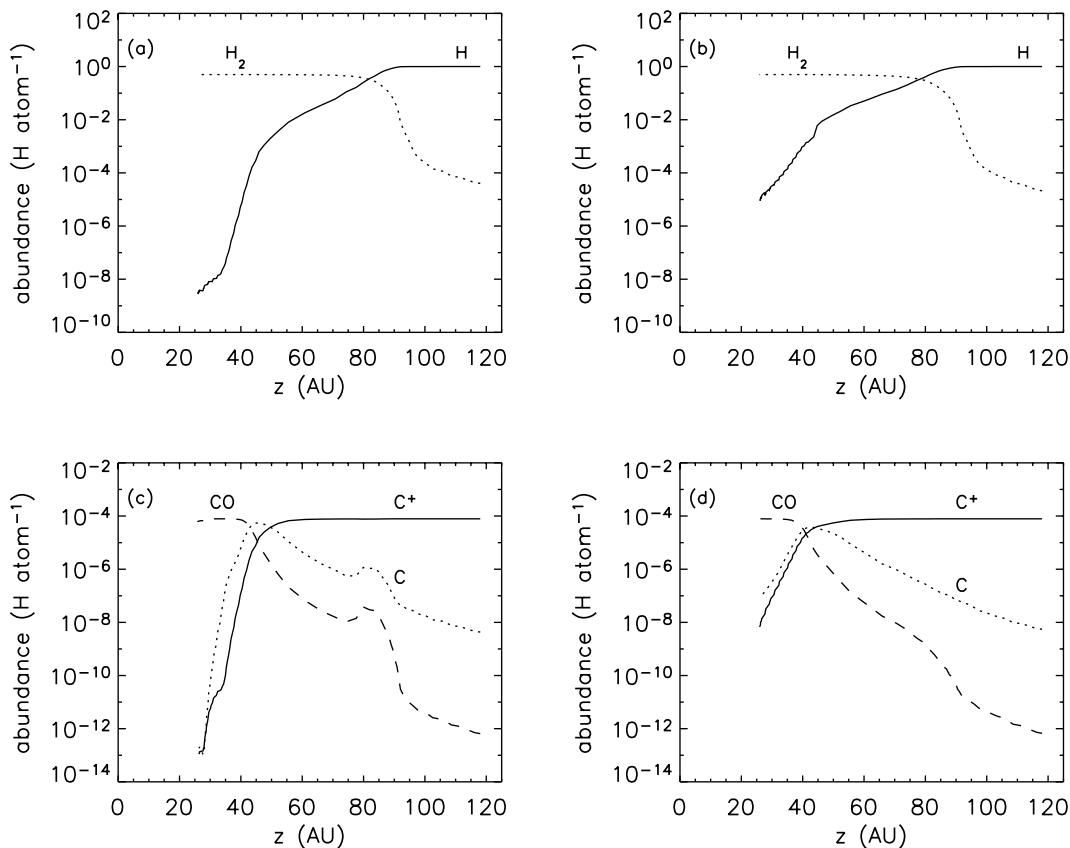 abundance (H atom⁻¹)
10²
10⁰
10⁻²
10⁻⁴
10⁻⁶
10⁻⁸
10⁻¹⁰
(a)
H₂
H
0 20 40 60 80 100 120
z (AU)
abundance (H atom⁻¹)
10²
10⁰
10⁻²
10⁻⁴
10⁻⁶
10⁻⁸
10⁻¹⁰
(b)
H₂
H
0 20 40 60 80 100 120
z (AU)
abundance (H atom⁻¹)
10⁻²
10⁻⁴
10⁻⁶
10⁻⁸
10⁻¹⁰
10⁻¹²
10⁻¹⁴
(c)
CO
C⁺
C
0 20 40 60 80 100 120
z (AU)
abundance (H atom⁻¹)
10⁻²
10⁻⁴
10⁻⁶
10⁻⁸
10⁻¹⁰
10⁻¹²
10⁻¹⁴
(d)
CO
C⁺
C
0 20 40 60 80 100 120
z (AU)